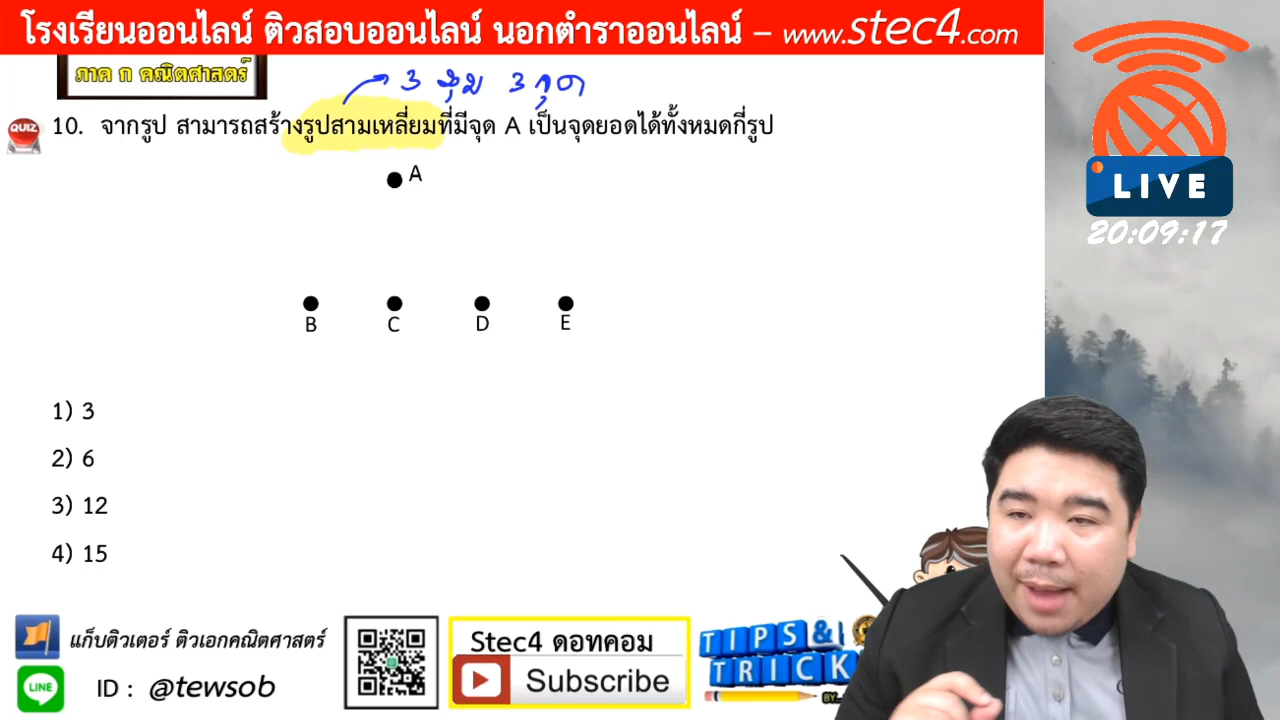 โรงเรียนออนไลน์ ติวสอบออนไลน์ นอกตำราออนไลน์ – www.stec4.com
ภาค ก คณิตศาสตร์
3 มุม 3 จุด
QUIZ
10. จากรูป สามารถสร้างรูปสามเหลี่ยมที่มีจุด A เป็นจุดยอดได้ทั้งหมดกี่รูป
A
B C D E
1) 3
2) 6
3) 12
4) 15
LIVE
20:09:17
แก็บติวเตอร์ ติวเอกคณิตศาสตร์
LINE
ID : @tewsob
Stec4 ดอทคอม
Subscribe
TIPS &
TRICK
BY